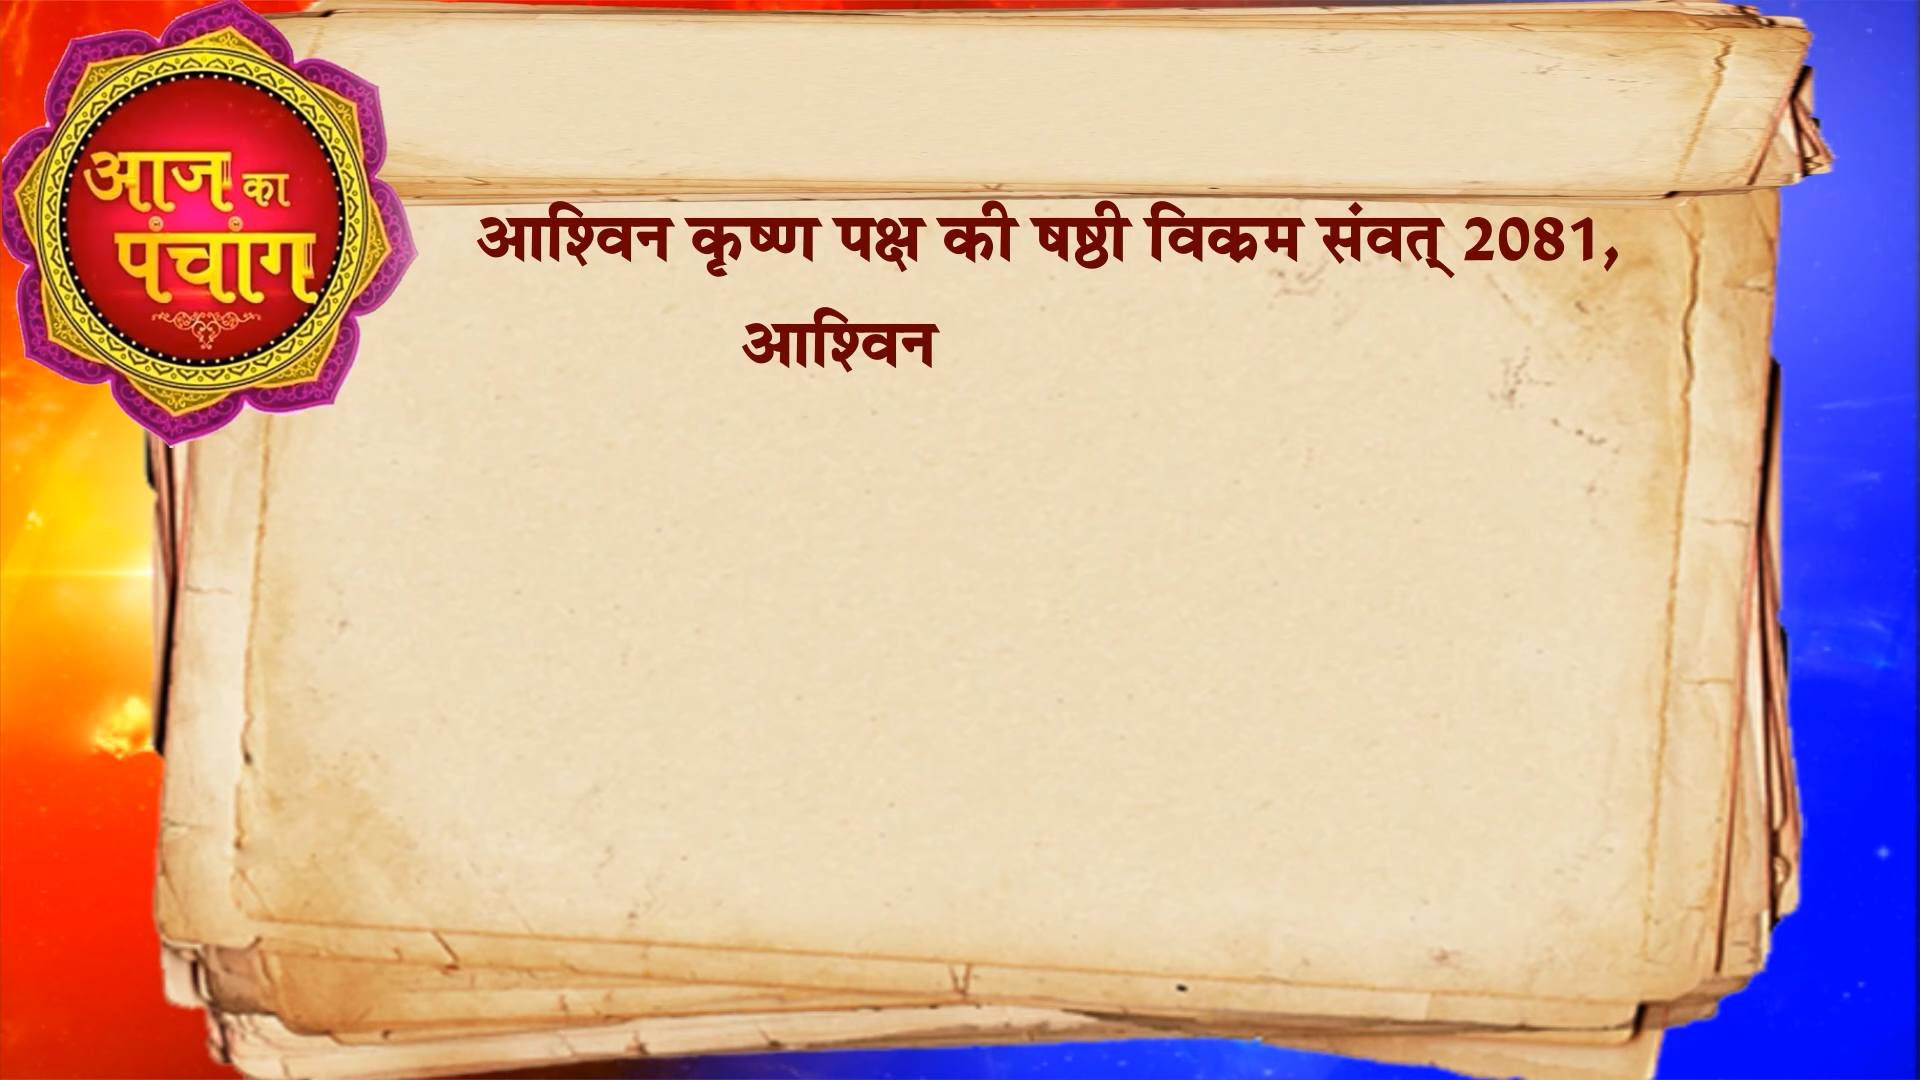 आज का
पंचांग
आश्विन कृष्ण पक्ष की षष्ठी विक्रम संवत् 2081,
आश्विन